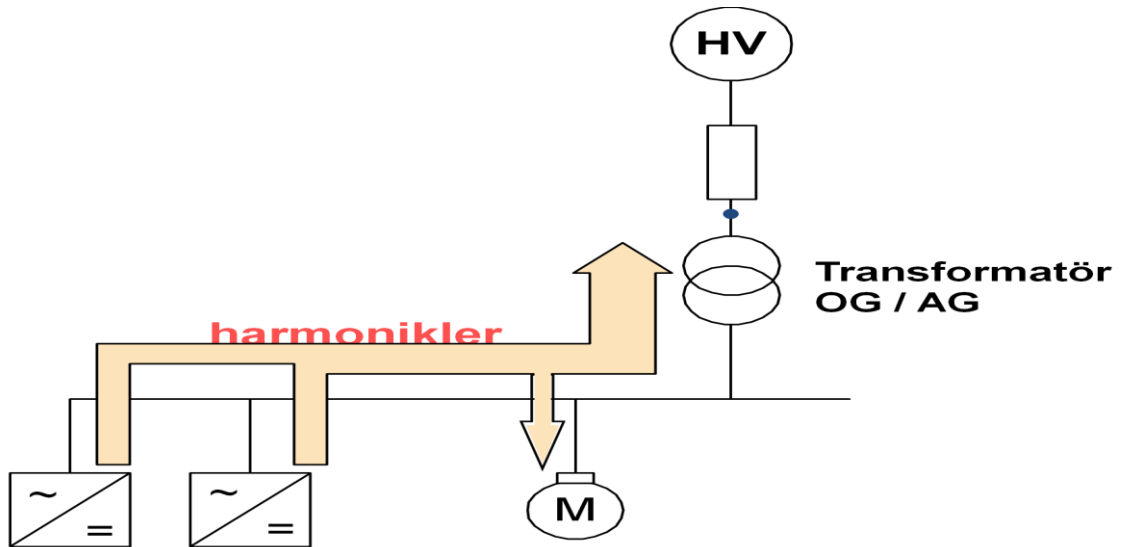 HV
Transformatör
OG / AG
harmonikler
~
=
~
=
M